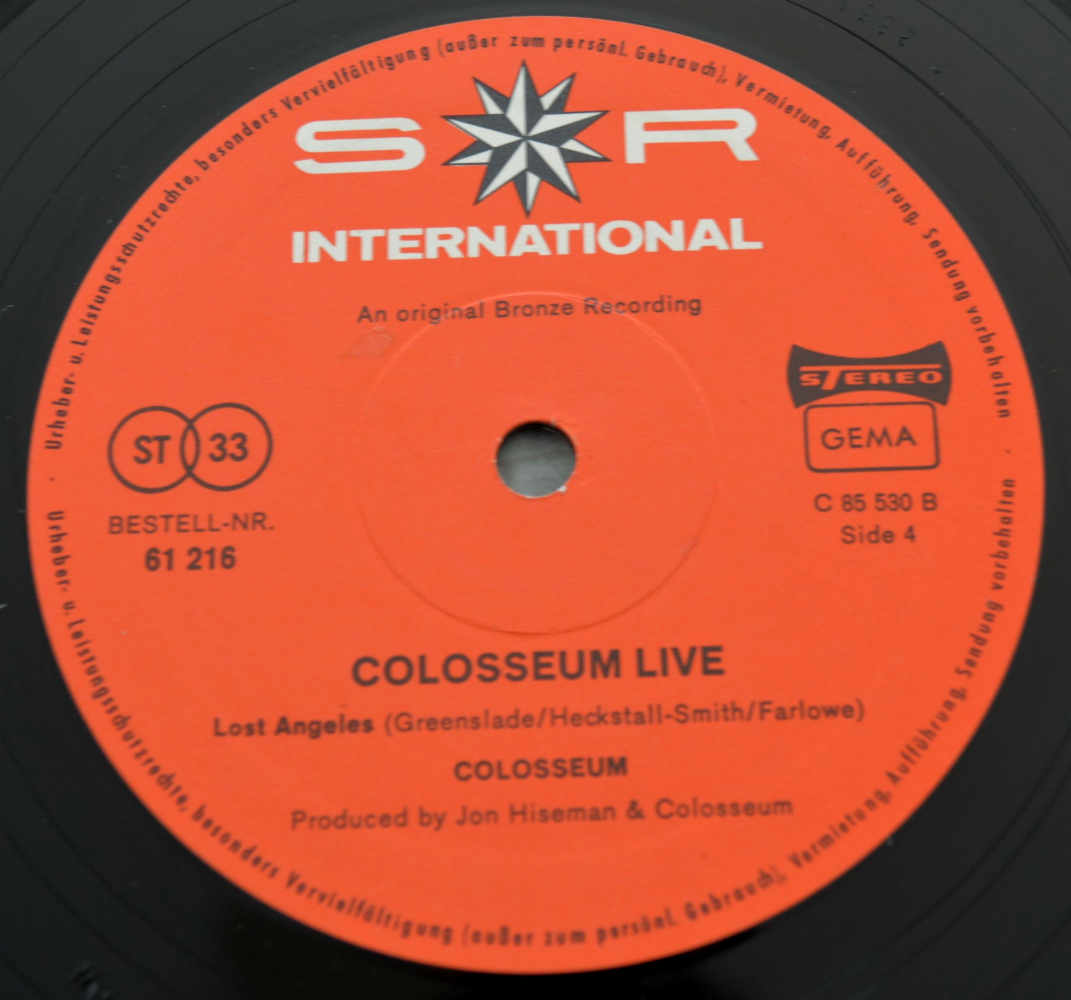 Urheber- u. Leistungsschutzrechte, besonders Vervielfältigung (außer zum persönl. Gebrauch), Vermietung, Aufführung, Sendung vorbehalten ·
S R
INTERNATIONAL
An original Bronze Recording
STEREO
GEMA
ST 33
BESTELL-NR.
61 216
C 85 530 B
Side 4
COLOSSEUM LIVE
Lost Angeles (Greenslade/Heckstall-Smith/Farlowe)
COLOSSEUM
Produced by Jon Hiseman & Colosseum
· Urheber- u. Leistungsschutzrechte, besonders Vervielfältigung (außer zum persönl. Gebrauch), Vermietung, Aufführung, Sendung vorbehalten